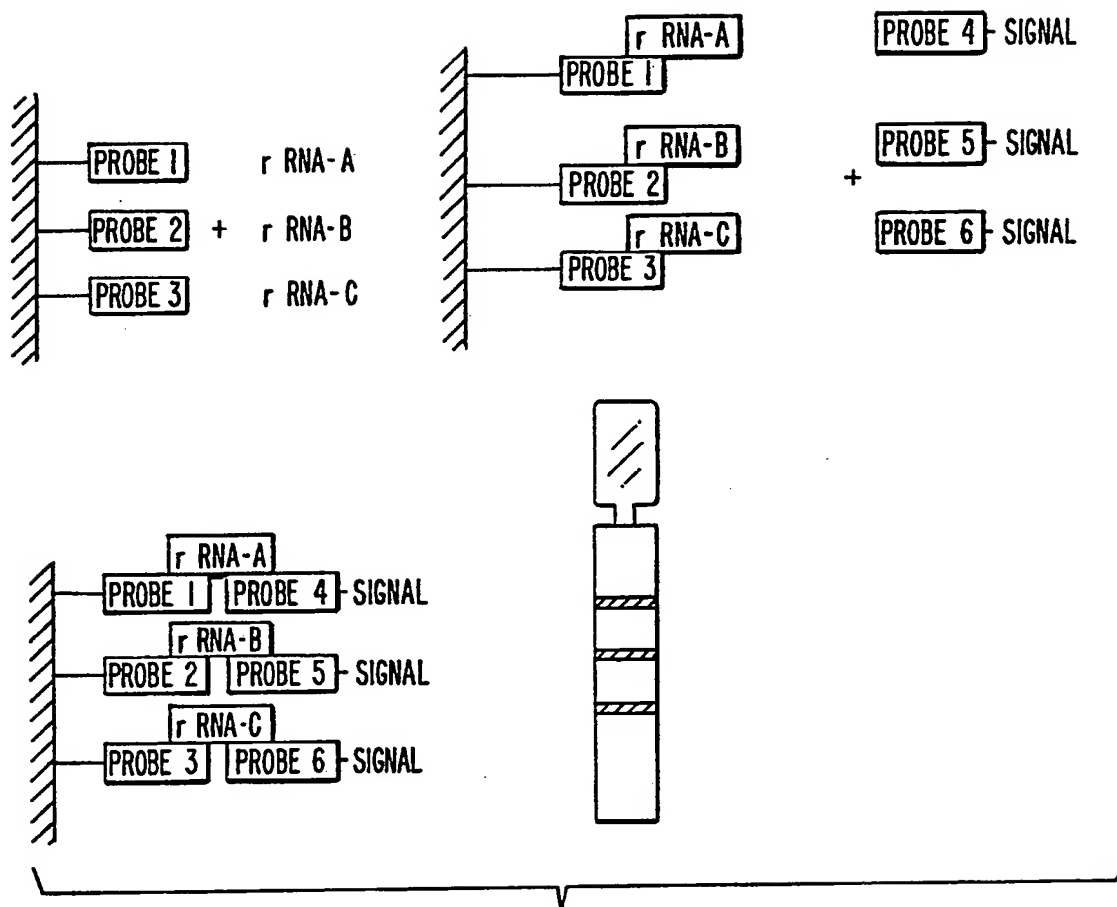 PROBE 1 r RNA-A
PROBE 2 + r RNA-B
PROBE 3 r RNA-C
r RNA-A
PROBE 1
PROBE 4 SIGNAL
r RNA-B
PROBE 2
+
PROBE 5 SIGNAL
r RNA-C
PROBE 3
PROBE 6 SIGNAL
r RNA-A
PROBE 1 PROBE 4 SIGNAL
r RNA-B
PROBE 2 PROBE 5 SIGNAL
r RNA-C
PROBE 3 PROBE 6 SIGNAL